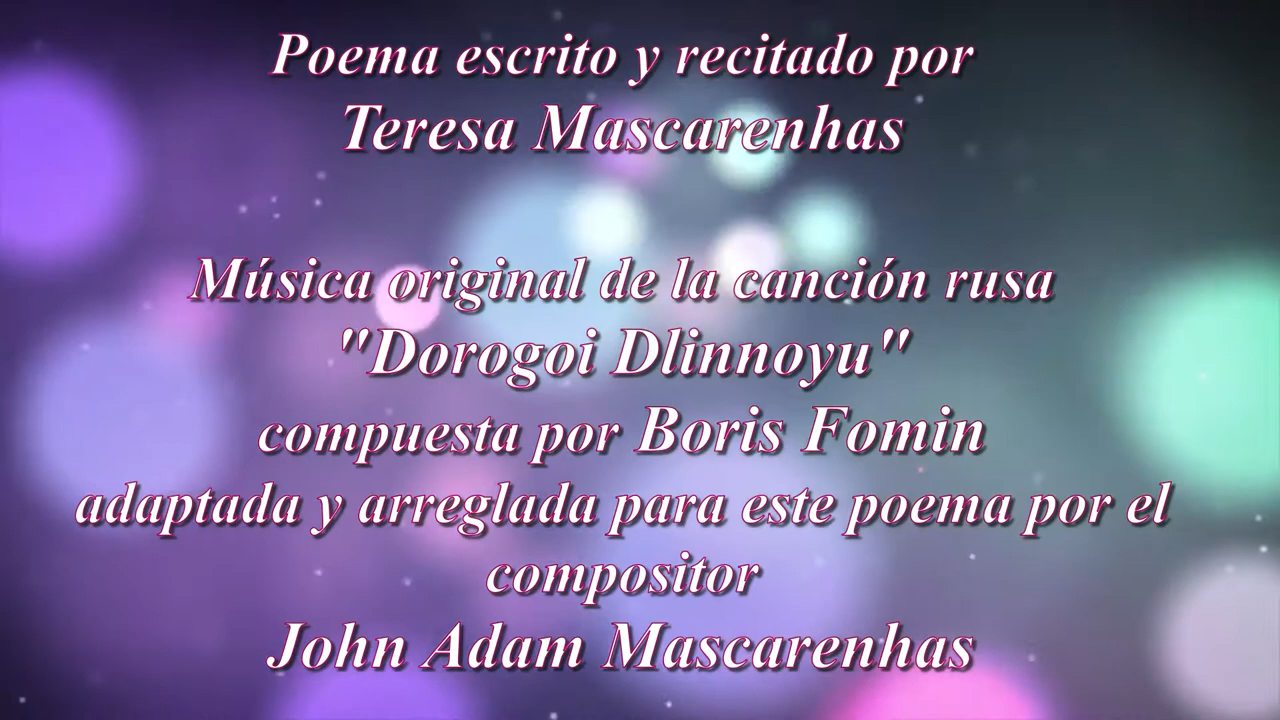 Poema escrito y recitado por
Teresa Mascarenhas
Música original de la canción rusa
"Dorogoi Dlinnoyu"
compuesta por Boris Fomin
adaptada y arreglada para este poema por el
compositor
John Adam Mascarenhas